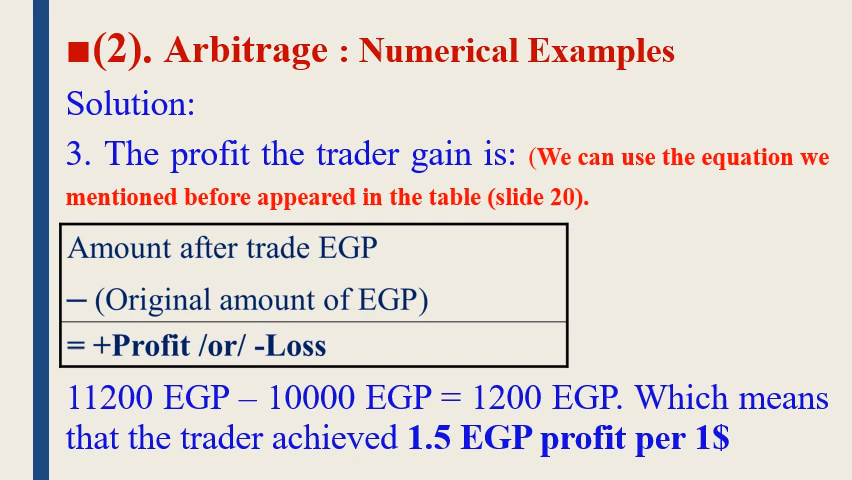 ■(2). Arbitrage : Numerical Examples
Solution:
3. The profit the trader gain is: (We can use the equation we
mentioned before appeared in the table (slide 20).
Amount after trade EGP
– (Original amount of EGP)
= +Profit /or/ -Loss
11200 EGP – 10000 EGP = 1200 EGP. Which means
that the trader achieved 1.5 EGP profit per 1$